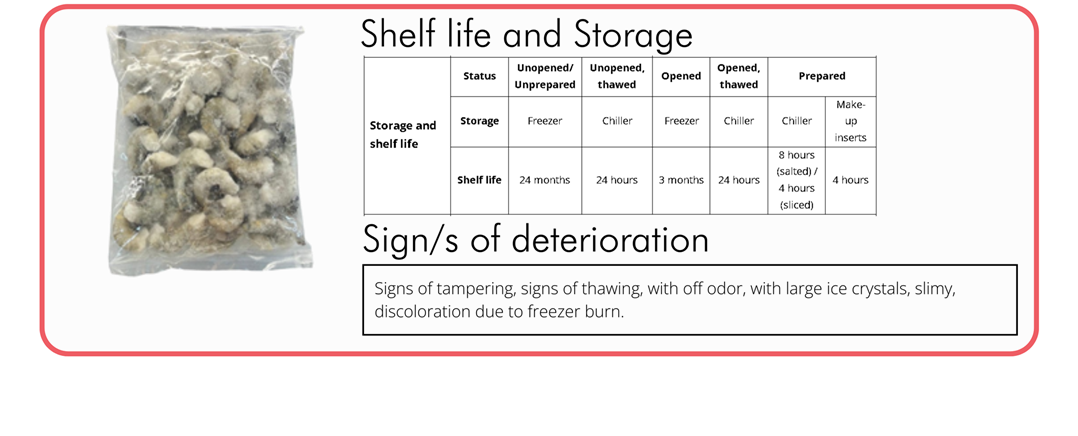 Shelf life and Storage
Storage and
shelf life
Status
Unopened/
Unprepared
Unopened,
thawed
Opened
Opened,
thawed
Prepared
Storage
Freezer
Chiller
Freezer
Chiller
Chiller
Make-
up
inserts
Shelf life
24 months
24 hours
3 months
24 hours
8 hours
(salted) /
4 hours
(sliced)
4 hours
Sign/s of deterioration
Signs of tampering, signs of thawing, with off odor, with large ice crystals, slimy,
discoloration due to freezer burn.